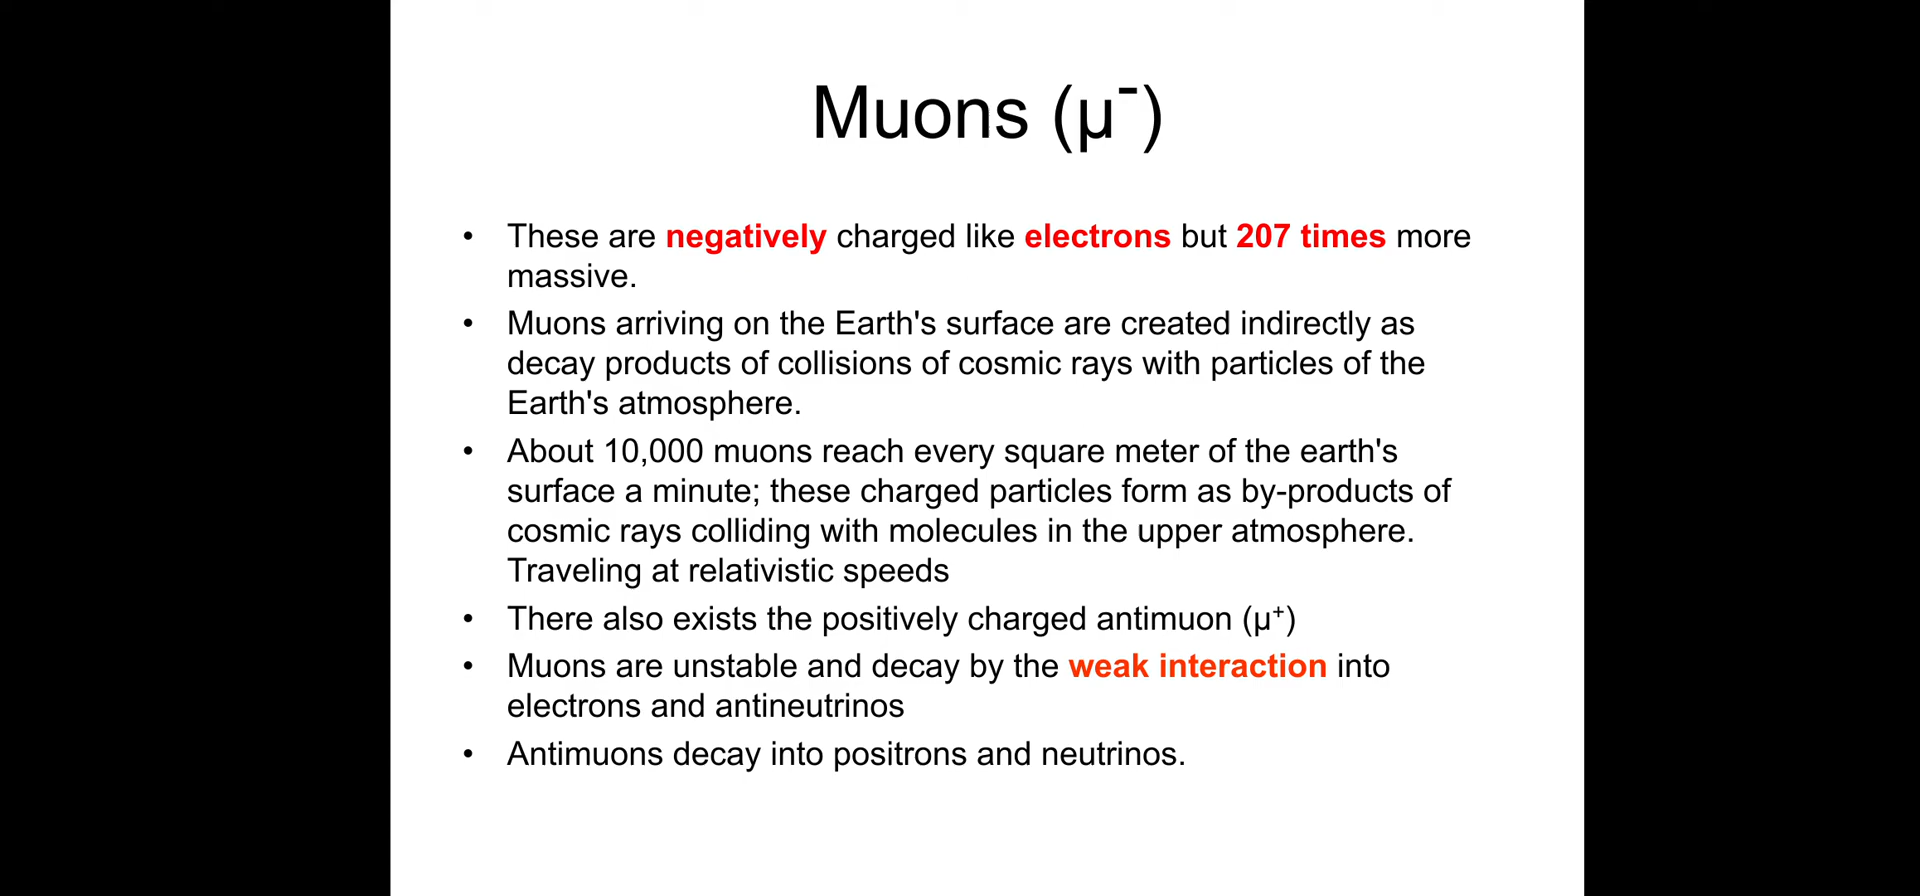 Muons (μ⁻)
• These are negatively charged like electrons but 207 times more
massive.
• Muons arriving on the Earth's surface are created indirectly as
decay products of collisions of cosmic rays with particles of the
Earth's atmosphere.
• About 10,000 muons reach every square meter of the earth's
surface a minute; these charged particles form as by-products of
cosmic rays colliding with molecules in the upper atmosphere.
Traveling at relativistic speeds
• There also exists the positively charged antimuon (μ⁺)
• Muons are unstable and decay by the weak interaction into
electrons and antineutrinos
• Antimuons decay into positrons and neutrinos.